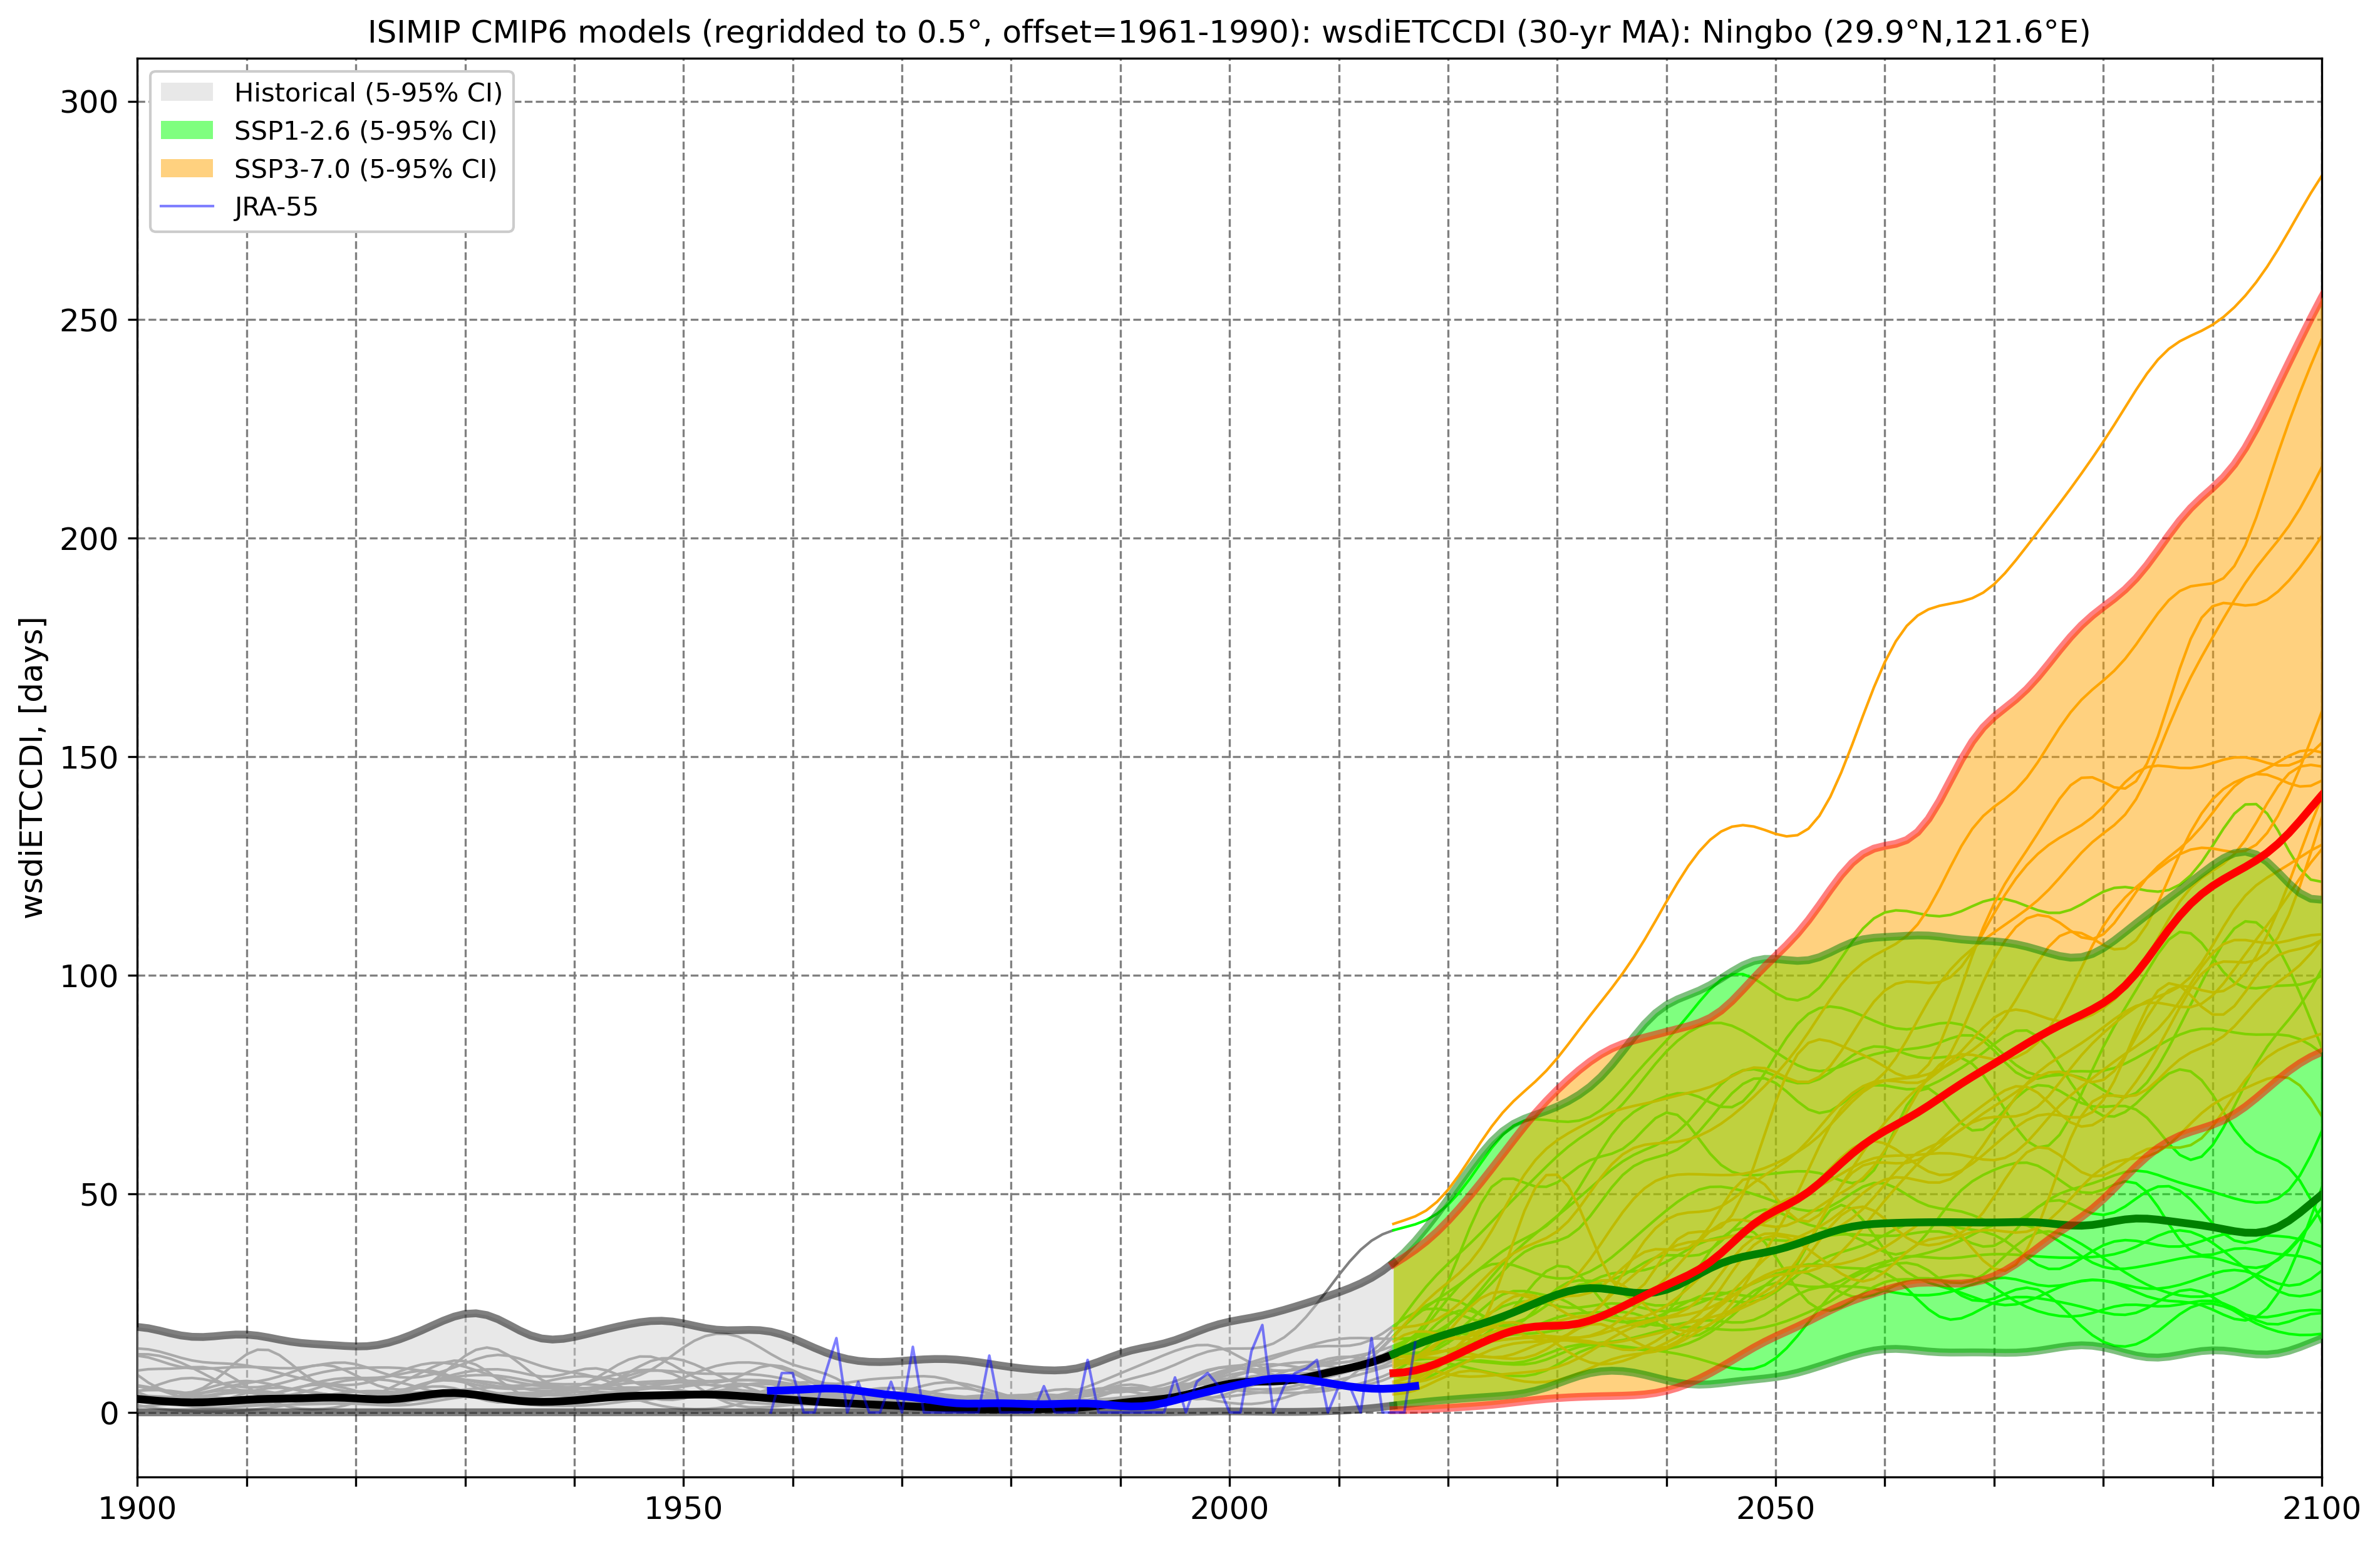 ISIMIP CMIP6 models (regridded to 0.5°, offset=1961-1990): wsdiETCCDI (30-yr MA): Ningbo (29.9°N,121.6°E)
Historical (5-95% CI)
SSP1-2.6 (5-95% CI)
SSP3-7.0 (5-95% CI)
JRA-55
wsdiETCCDI, [days]
300
250
200
150
100
50
0
1900 1950 2000 2050 2100